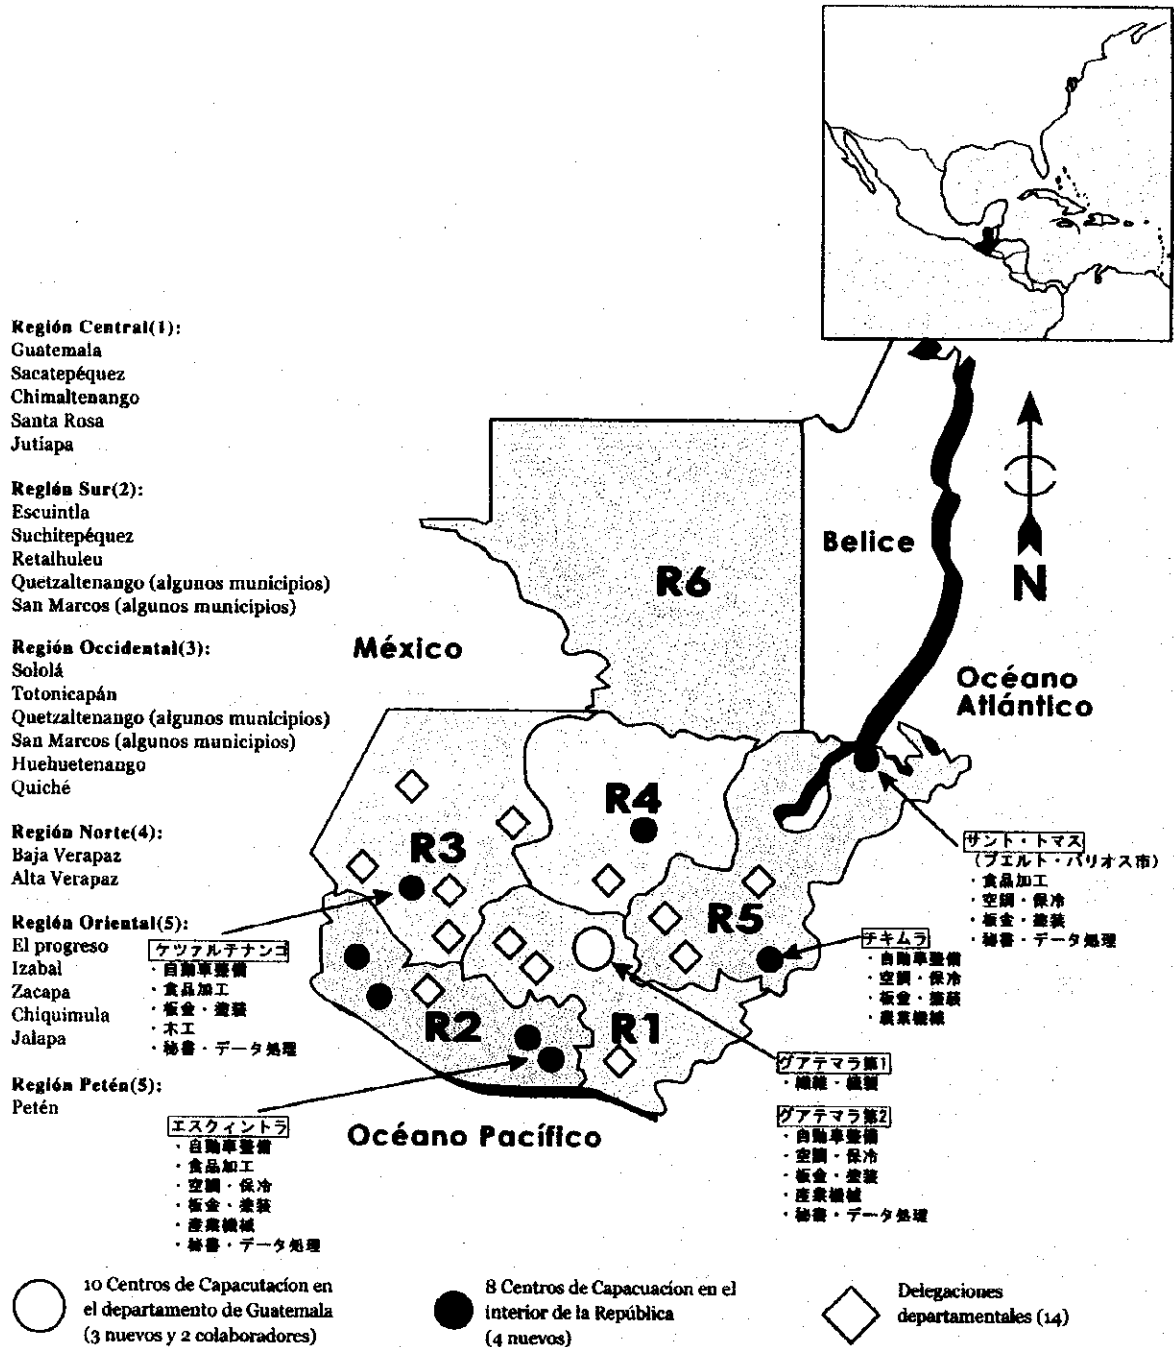 Región Central(1):
Guatemala
Sacatepéquez
Chimaltenango
Santa Rosa
Jutiapa
Región Sur(2):
Escuintla
Suchitepéquez
Retalhuleu
Quetzaltenango (algunos municipios)
San Marcos (algunos municipios)
Región Occidental(3):
Sololá
Totonicapán
Quetzaltenango (algunos municipios)
San Marcos (algunos municipios)
Huehuetenango
Quiché
Región Norte(4):
Baja Verapaz
Alta Verapaz
Región Oriental(5):
El progreso
Izabal
Zacapa
Chiquimula
Jalapa
Región Petén(5):
Petén
México
Belice
N
Océano
Atlántico
Océano Pacífico
R6
R4
R3
R5
R2
R1
ケツァルテナンゴ
・自動車整備
・食品加工
・板金・塗装
・木工
・秘書・データ処理
エスクィントラ
・自動車整備
・食品加工
・空調・保冷
・板金・塗装
・産業機械
・秘書・データ処理
サント・トマス
(プエルト・バリオス市)
・食品加工
・空調・保冷
・板金・塗装
・秘書・データ処理
チキムラ
・自動車整備
・空調・保冷
・板金・塗装
・農業機械
グアテマラ第1
・繊維・縫製
グアテマラ第2
・自動車整備
・空調・保冷
・板金・塗装
・産業機械
・秘書・データ処理
10 Centros de Capacutacíon en
el departamento de Guatemala
(3 nuevos y 2 colaboradores)
8 Centros de Capacuacíon en el
interior de la República
(4 nuevos)
Delegaciones
departamentales (14)